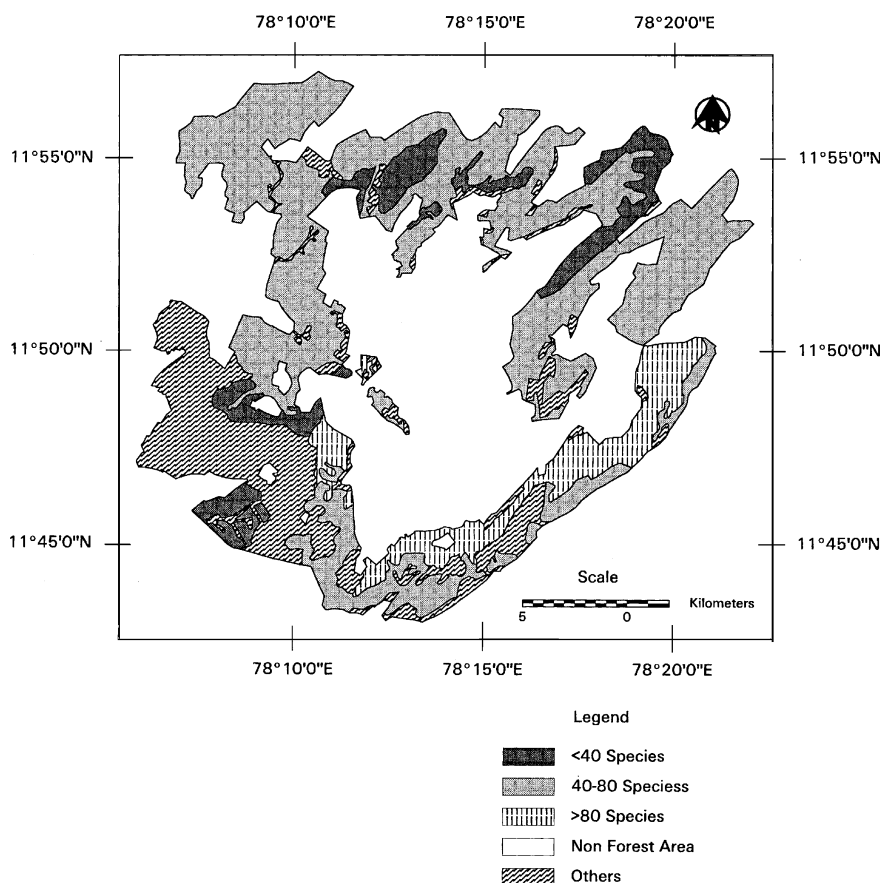 78°10'0"E 78°15'0"E 78°20'0"E
11°55'0"N 11°55'0"N
11°50'0"N 11°50'0"N
11°45'0"N 11°45'0"N
Scale
Kilometers
5 0
78°10'0"E 78°15'0"E 78°20'0"E
Legend
<40 Species
40-80 Speciess
>80 Species
Non Forest Area
Others